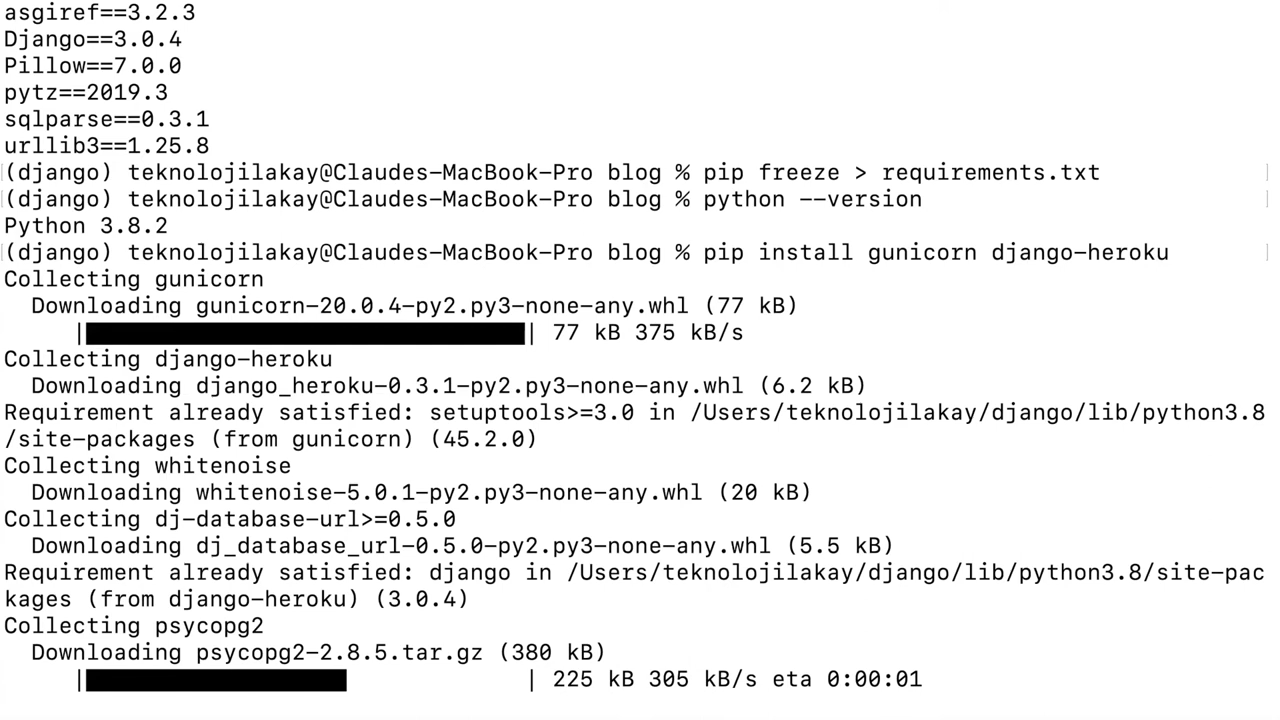 asgiref==3.2.3
Django==3.0.4
Pillow==7.0.0
pytz==2019.3
sqlparse==0.3.1
urllib3==1.25.8
(django) teknolojilakay@Claudes-MacBook-Pro blog % pip freeze > requirements.txt
(django) teknolojilakay@Claudes-MacBook-Pro blog % python --version
Python 3.8.2
(django) teknolojilakay@Claudes-MacBook-Pro blog % pip install gunicorn django-heroku
Collecting gunicorn
  Downloading gunicorn-20.0.4-py2.py3-none-any.whl (77 kB)
     |████████████████████████████████| 77 kB 375 kB/s
Collecting django-heroku
  Downloading django_heroku-0.3.1-py2.py3-none-any.whl (6.2 kB)
Requirement already satisfied: setuptools>=3.0 in /Users/teknolojilakay/django/lib/python3.8
/site-packages (from gunicorn) (45.2.0)
Collecting whitenoise
  Downloading whitenoise-5.0.1-py2.py3-none-any.whl (20 kB)
Collecting dj-database-url>=0.5.0
  Downloading dj_database_url-0.5.0-py2.py3-none-any.whl (5.5 kB)
Requirement already satisfied: django in /Users/teknolojilakay/django/lib/python3.8/site-pac
kages (from django-heroku) (3.0.4)
Collecting psycopg2
  Downloading psycopg2-2.8.5.tar.gz (380 kB)
     |███████████████████             | 225 kB 305 kB/s eta 0:00:01